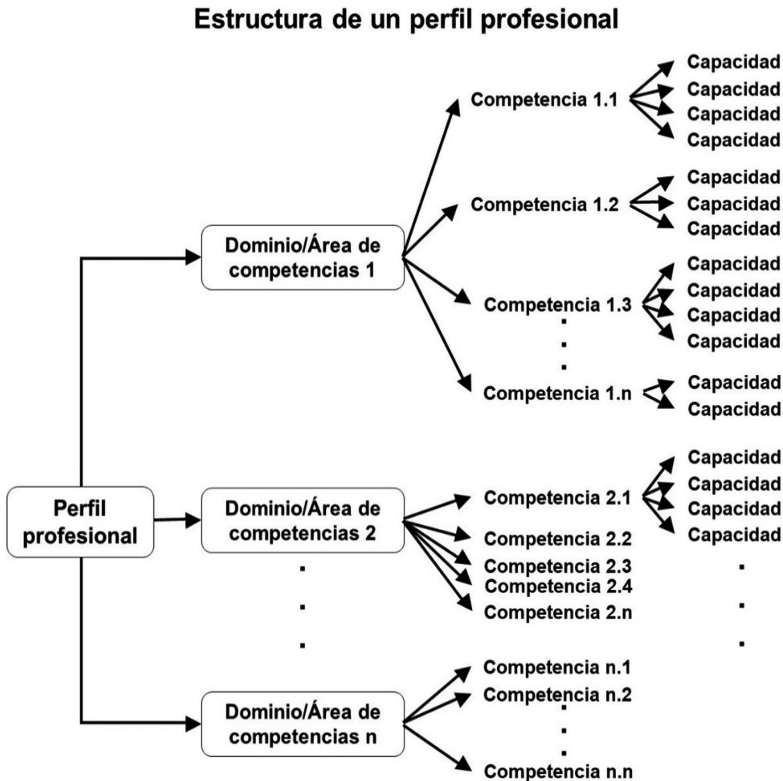 Estructura de un perfil profesional
Perfil
profesional
Dominio/Área de
competencias 1
Competencia 1.1
Capacidad
Capacidad
Capacidad
Capacidad
Competencia 1.2
Capacidad
Capacidad
Capacidad
Competencia 1.3
Capacidad
Capacidad
Capacidad
Capacidad
Competencia 1.n
Capacidad
Capacidad
Dominio/Área de
competencias 2
Competencia 2.1
Capacidad
Capacidad
Capacidad
Capacidad
Competencia 2.2
Competencia 2.3
Competencia 2.4
Competencia 2.n
Dominio/Área de
competencias n
Competencia n.1
Competencia n.2
Competencia n.n